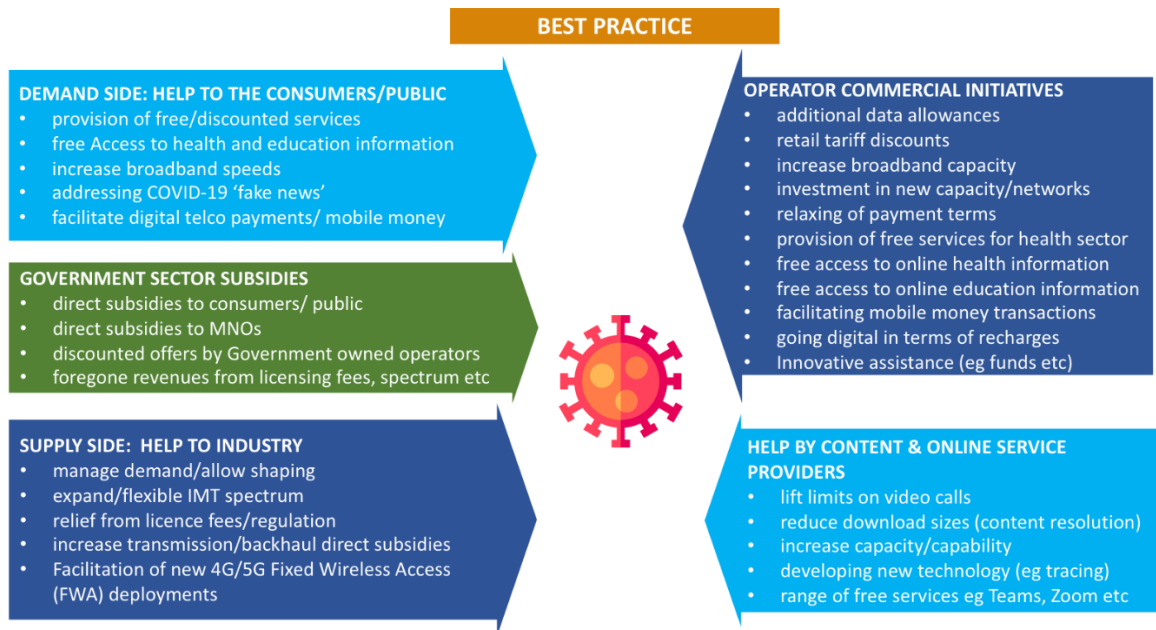 BEST PRACTICE
DEMAND SIDE: HELP TO THE CONSUMERS/PUBLIC
• provision of free/discounted services
• free Access to health and education information
• increase broadband speeds
• addressing COVID-19 ‘fake news’
• facilitate digital telco payments/ mobile money
GOVERNMENT SECTOR SUBSIDIES
• direct subsidies to consumers/ public
• direct subsidies to MNOs
• discounted offers by Government owned operators
• foregone revenues from licensing fees, spectrum etc
SUPPLY SIDE:  HELP TO INDUSTRY
• manage demand/allow shaping
• expand/flexible IMT spectrum
• relief from licence fees/regulation
• increase transmission/backhaul direct subsidies
• Facilitation of new 4G/5G Fixed Wireless Access
(FWA) deployments
OPERATOR COMMERCIAL INITIATIVES
• additional data allowances
• retail tariff discounts
• increase broadband capacity
• investment in new capacity/networks
• relaxing of payment terms
• provision of free services for health sector
• free access to online health information
• free access to online education information
• facilitating mobile money transactions
• going digital in terms of recharges
• Innovative assistance (eg funds etc)
HELP BY CONTENT & ONLINE SERVICE
PROVIDERS
• lift limits on video calls
• reduce download sizes (content resolution)
• increase capacity/capability
• developing new technology (eg tracing)
• range of free services eg Teams, Zoom etc